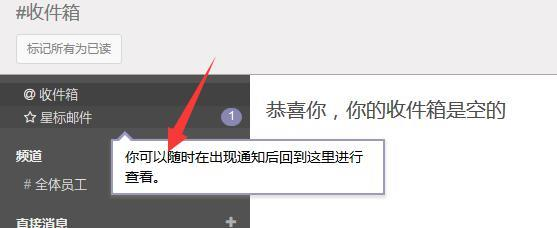 #收件箱
标记所有为已读
@ 收件箱
星标邮件
1
恭喜你，你的收件箱是空的
你可以随时在出现通知后回到这里进行
查看。
频道
# 全体员工
直接消息
+